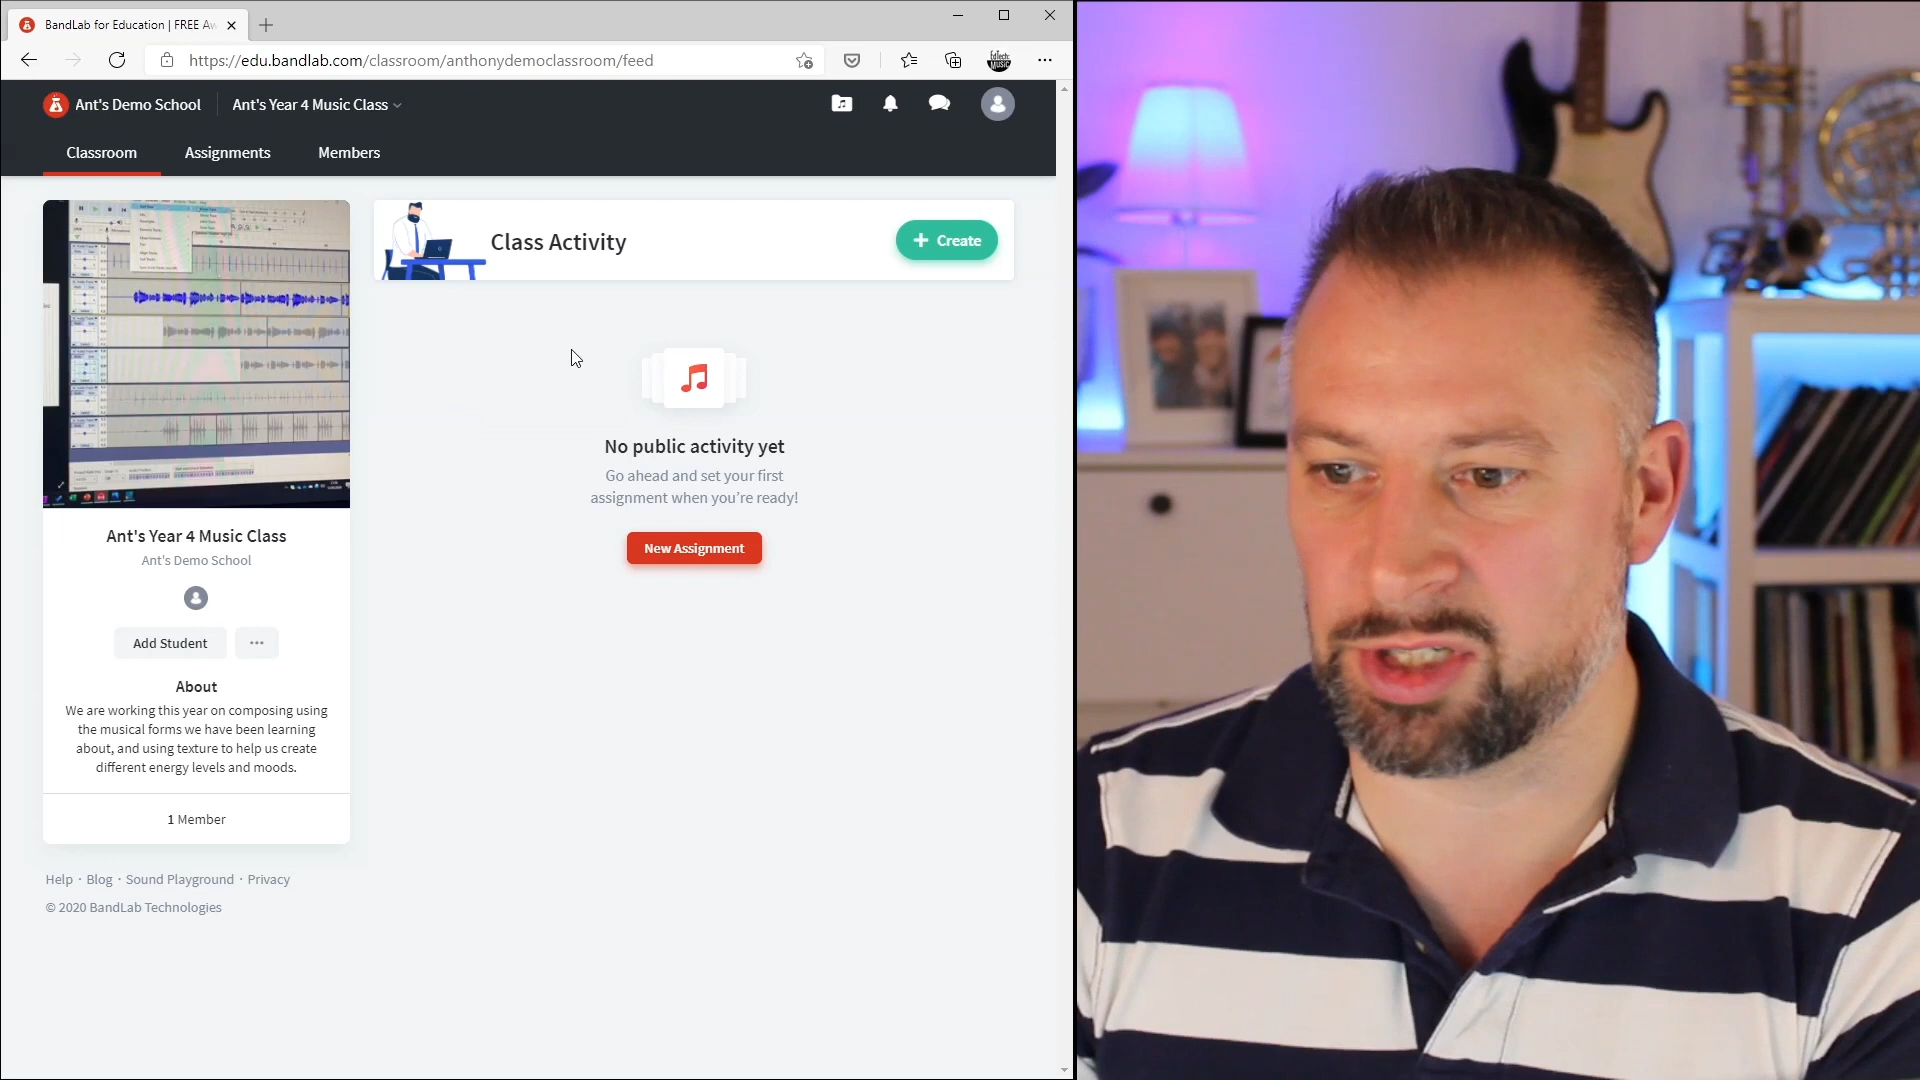 BandLab for Education | FREE Aw
https://edu.bandlab.com/classroom/anthonydemoclassroom/feed
Ant's Demo School
Ant's Year 4 Music Class
Classroom
Assignments
Members
Class Activity
+ Create
No public activity yet
Go ahead and set your first
assignment when you're ready!
New Assignment
Ant's Year 4 Music Class
Ant's Demo School
Add Student
About
We are working this year on composing using
the musical forms we have been learning
about, and using texture to help us create
different energy levels and moods.
1 Member
Help · Blog · Sound Playground · Privacy
© 2020 BandLab Technologies